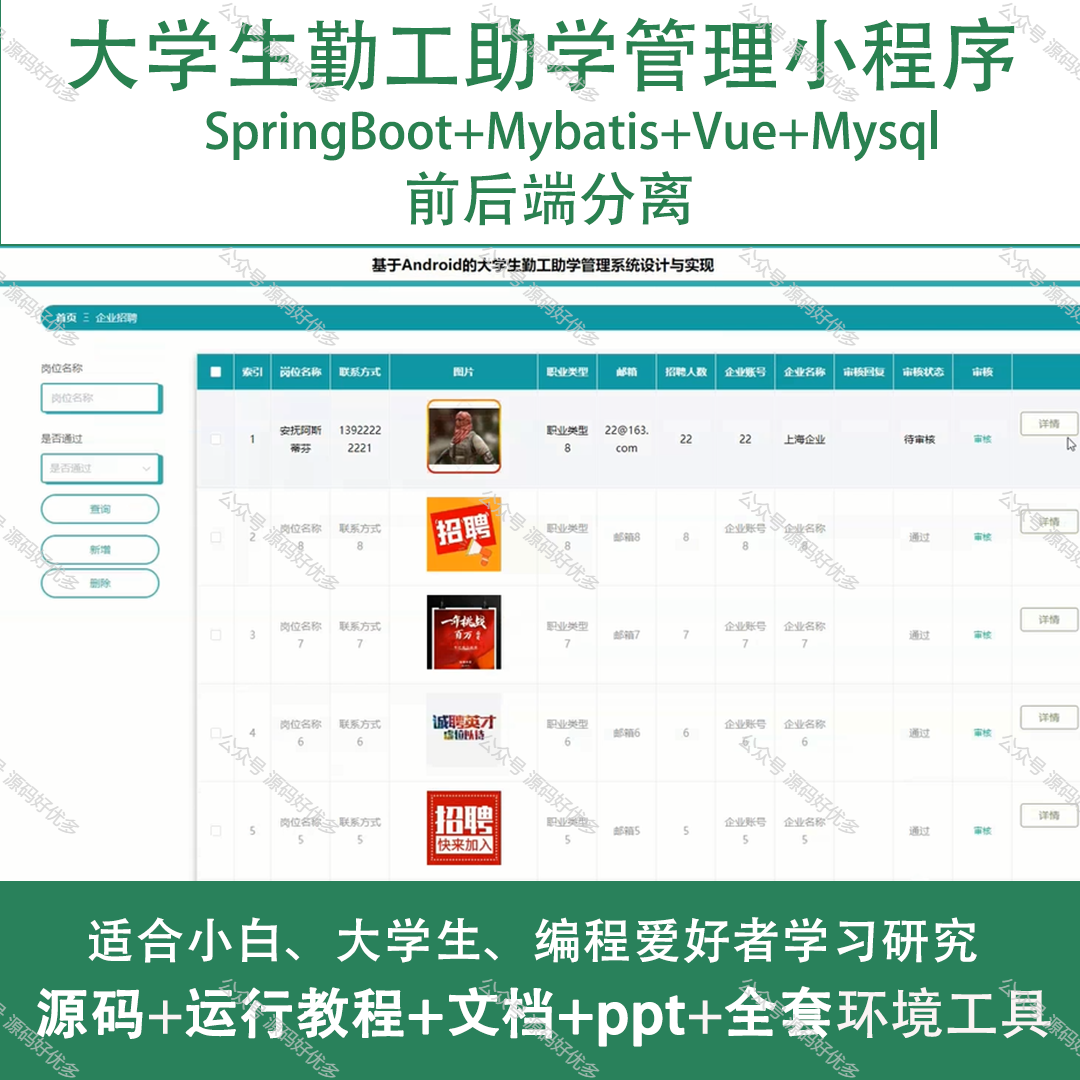 大学生勤工助学管理小程序
SpringBoot+Mybatis+Vue+Mysql
前后端分离
基于Android的大学生勤工助学管理系统设计与实现
首页 Ξ 企业招聘
岗位名称
岗位名称
是否通过
是否通过
查询
新增
删除
索引 岗位名称 联系方式 图片 职业类型 邮箱 招聘人数 企业账号 企业名称 审核回复 审核状态 审核
1 安抚阿斯蒂芬 13922222221 职业类型8 22@163.com 22 22 上海企业 待审核 审核 详情
2 岗位名称8 联系方式8 招聘 职业类型8 邮箱8 8 企业账号8 企业名称8 通过 审核 详情
3 岗位名称7 联系方式7 一年挑战百万 职业类型7 邮箱7 7 企业账号7 企业名称7 通过 审核 详情
4 岗位名称6 联系方式6 诚聘英才 虚位以待 职业类型6 邮箱6 6 企业账号6 企业名称6 通过 审核 详情
5 岗位名称5 联系方式5 招聘 快来加入 职业类型5 邮箱5 5 企业账号5 企业名称5 通过 审核 详情
适合小白、大学生、编程爱好者学习研究
源码+运行教程+文档+ppt+全套环境工具
公众号 源码好优多